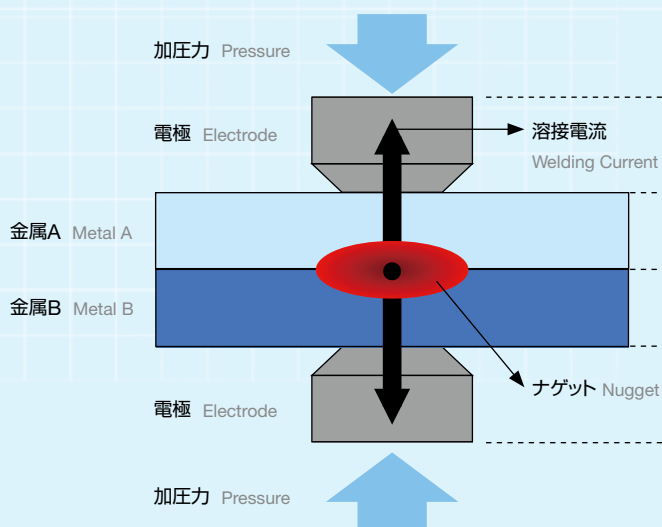 加圧力 Pressure
電極 Electrode
溶接電流
Welding Current
金属A Metal A
金属B Metal B
ナゲット Nugget
電極 Electrode
加圧力 Pressure